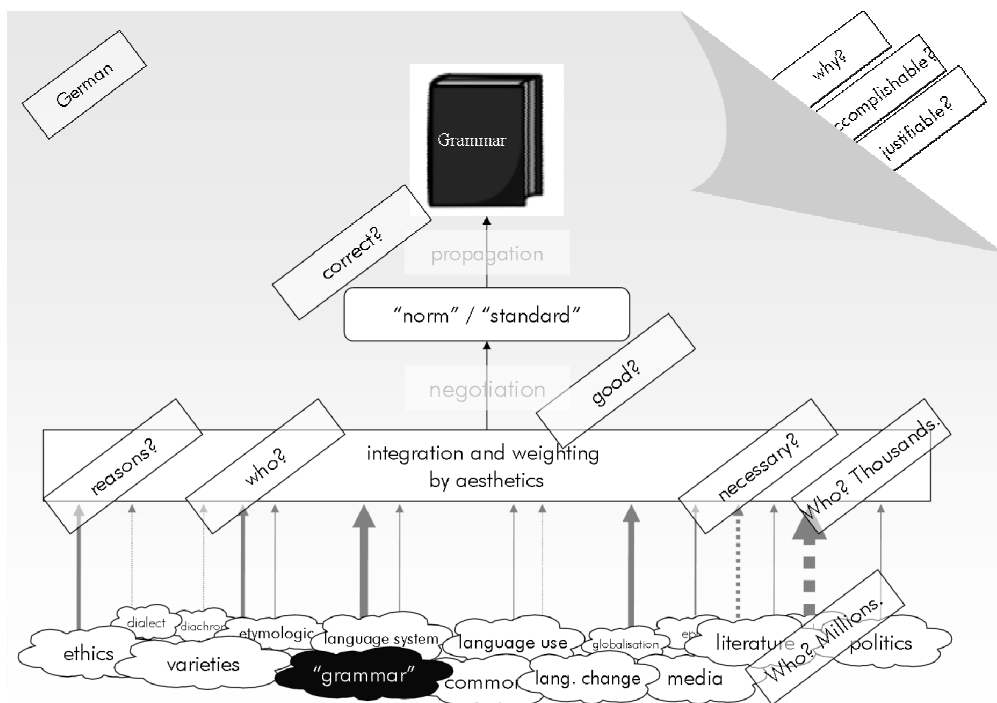 German
why?
ccomplishable?
justifiable?
Grammar
correct?
propagation
"norm" / "standard"
negotiation
good?
reasons?
who?
integration and weighting
by aesthetics
necessary?
Who? Thousands.
dialect
diachron
etymologic
language system
language use
globalisation
ep
literature
Who? Millions.
politics
ethics
varieties
"grammar"
common
lang. change
media